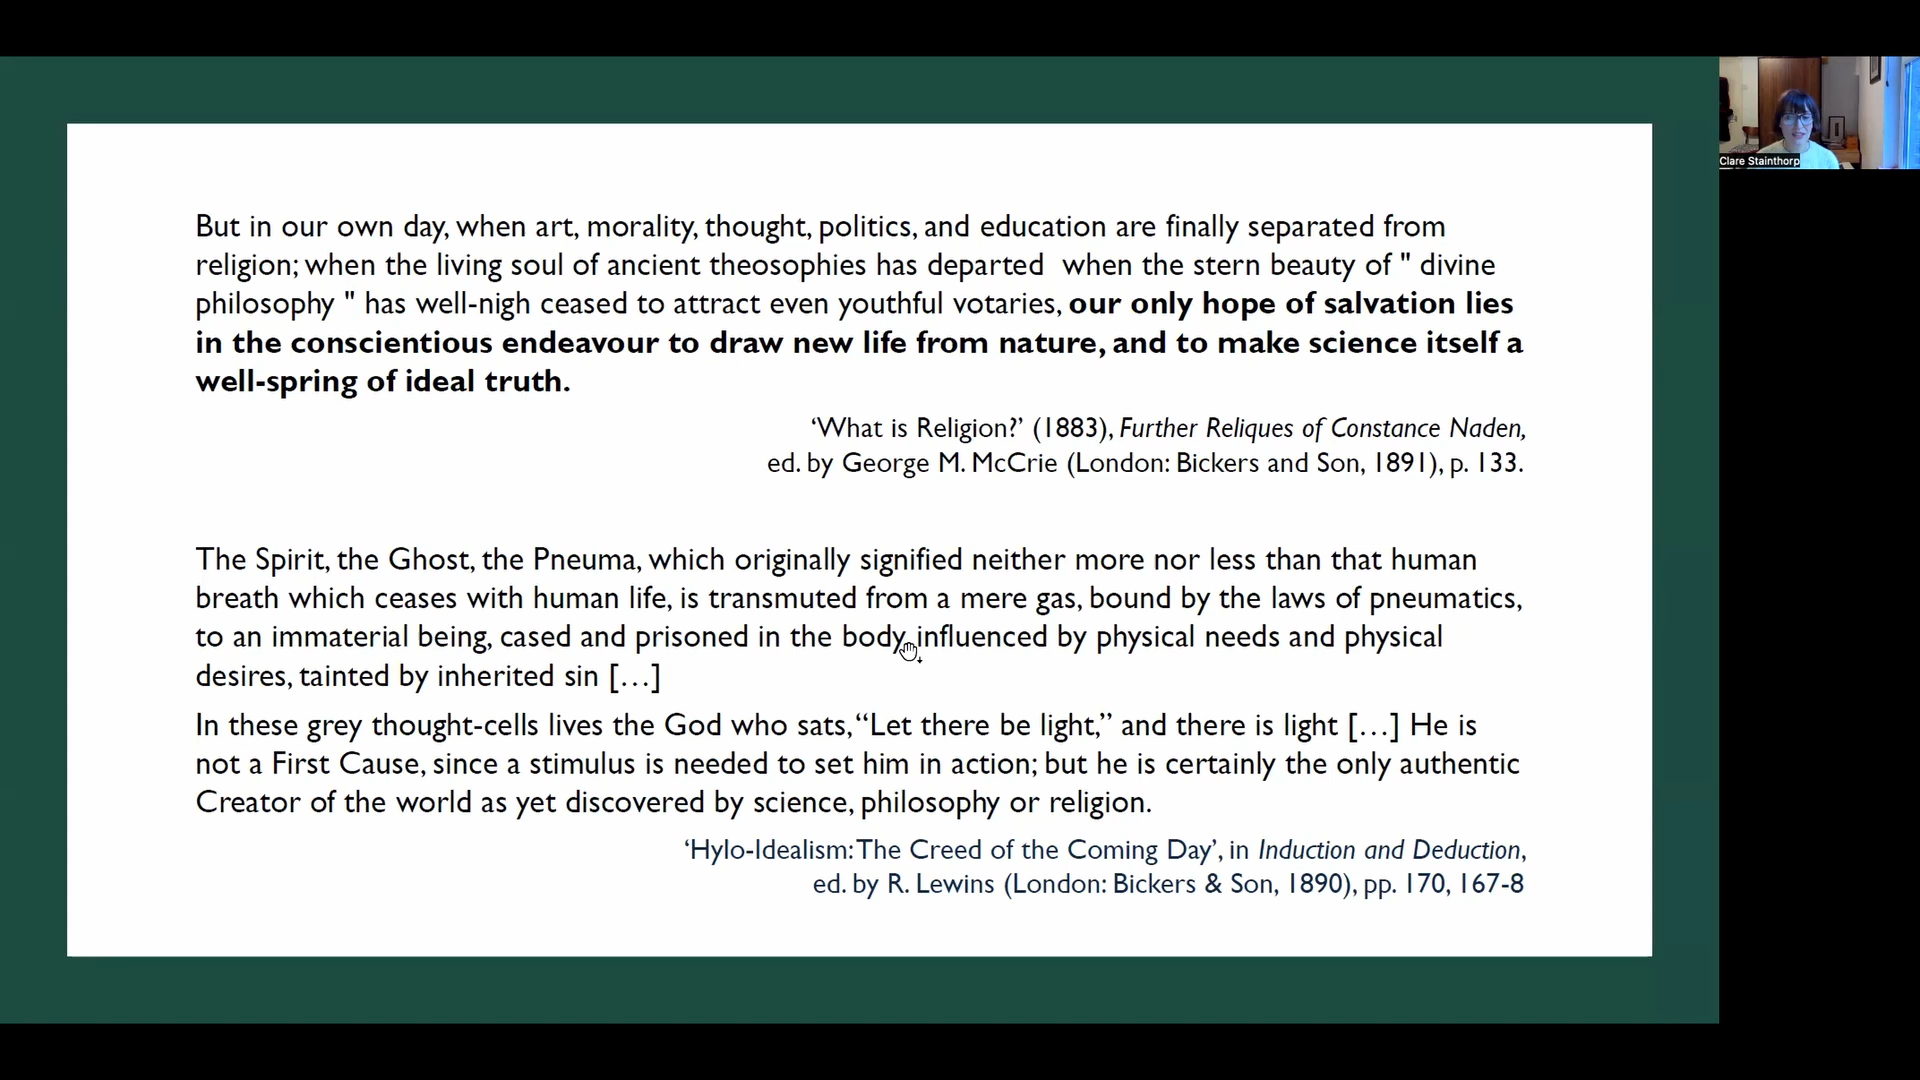 But in our own day, when art, morality, thought, politics, and education are finally separated from
religion; when the living soul of ancient theosophies has departed  when the stern beauty of " divine
philosophy " has well-nigh ceased to attract even youthful votaries, our only hope of salvation lies
in the conscientious endeavour to draw new life from nature, and to make science itself a
well-spring of ideal truth.
‘What is Religion?’ (1883), Further Reliques of Constance Naden,
ed. by George M. McCrie (London: Bickers and Son, 1891), p. 133.
The Spirit, the Ghost, the Pneuma, which originally signified neither more nor less than that human
breath which ceases with human life, is transmuted from a mere gas, bound by the laws of pneumatics,
to an immaterial being, cased and prisoned in the body, influenced by physical needs and physical
desires, tainted by inherited sin […]
In these grey thought-cells lives the God who sats, “Let there be light,” and there is light […] He is
not a First Cause, since a stimulus is needed to set him in action; but he is certainly the only authentic
Creator of the world as yet discovered by science, philosophy or religion.
‘Hylo-Idealism: The Creed of the Coming Day’, in Induction and Deduction,
ed. by R. Lewins (London: Bickers & Son, 1890), pp. 170, 167-8
Clare Stainthorp